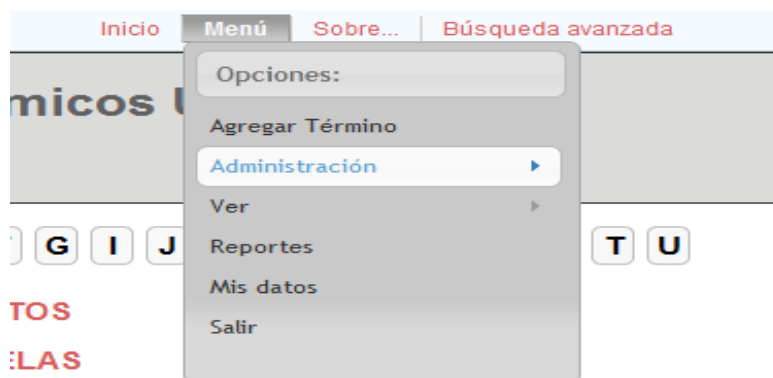 Inicio Menú Sobre... Búsqueda avanzada
Opciones:
micos
Agregar Término
Administración
Ver
G I J T U
Reportes
Mis datos
TOS
Salir
ELAS